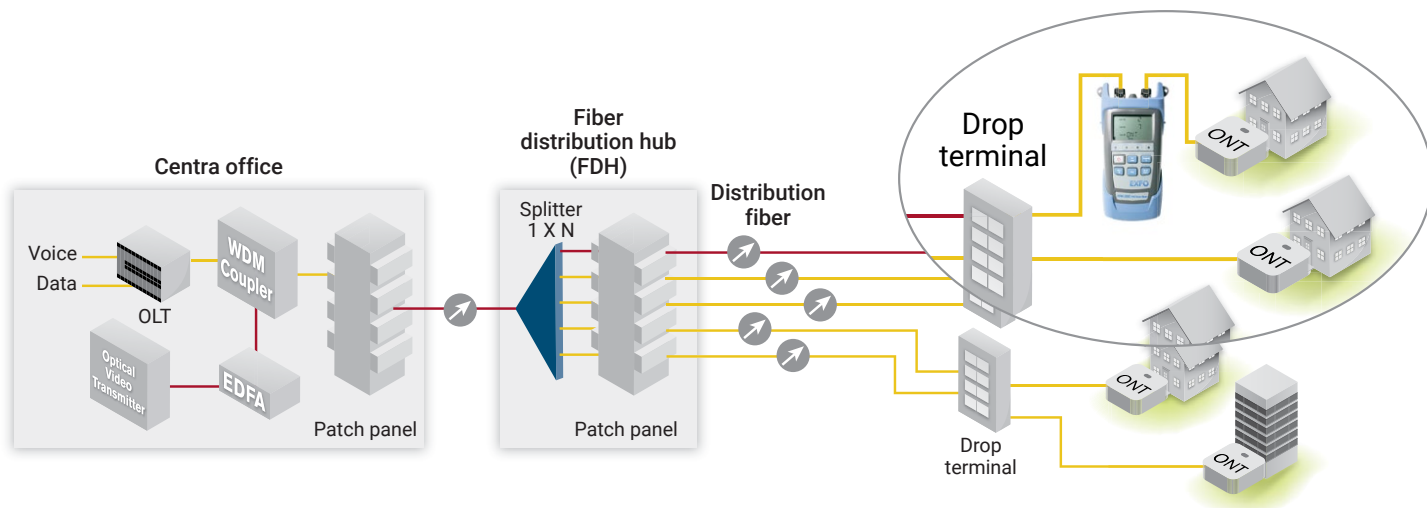 Centra office
Voice
Data
OLT
WDM
Coupler
Optical
Video
Transmitter
EDFA
Patch panel
Fiber
distribution hub
(FDH)
Splitter
1 X N
Patch panel
Distribution
fiber
Drop
terminal
EXFO
ONT
ONT
Drop
terminal
ONT
ONT